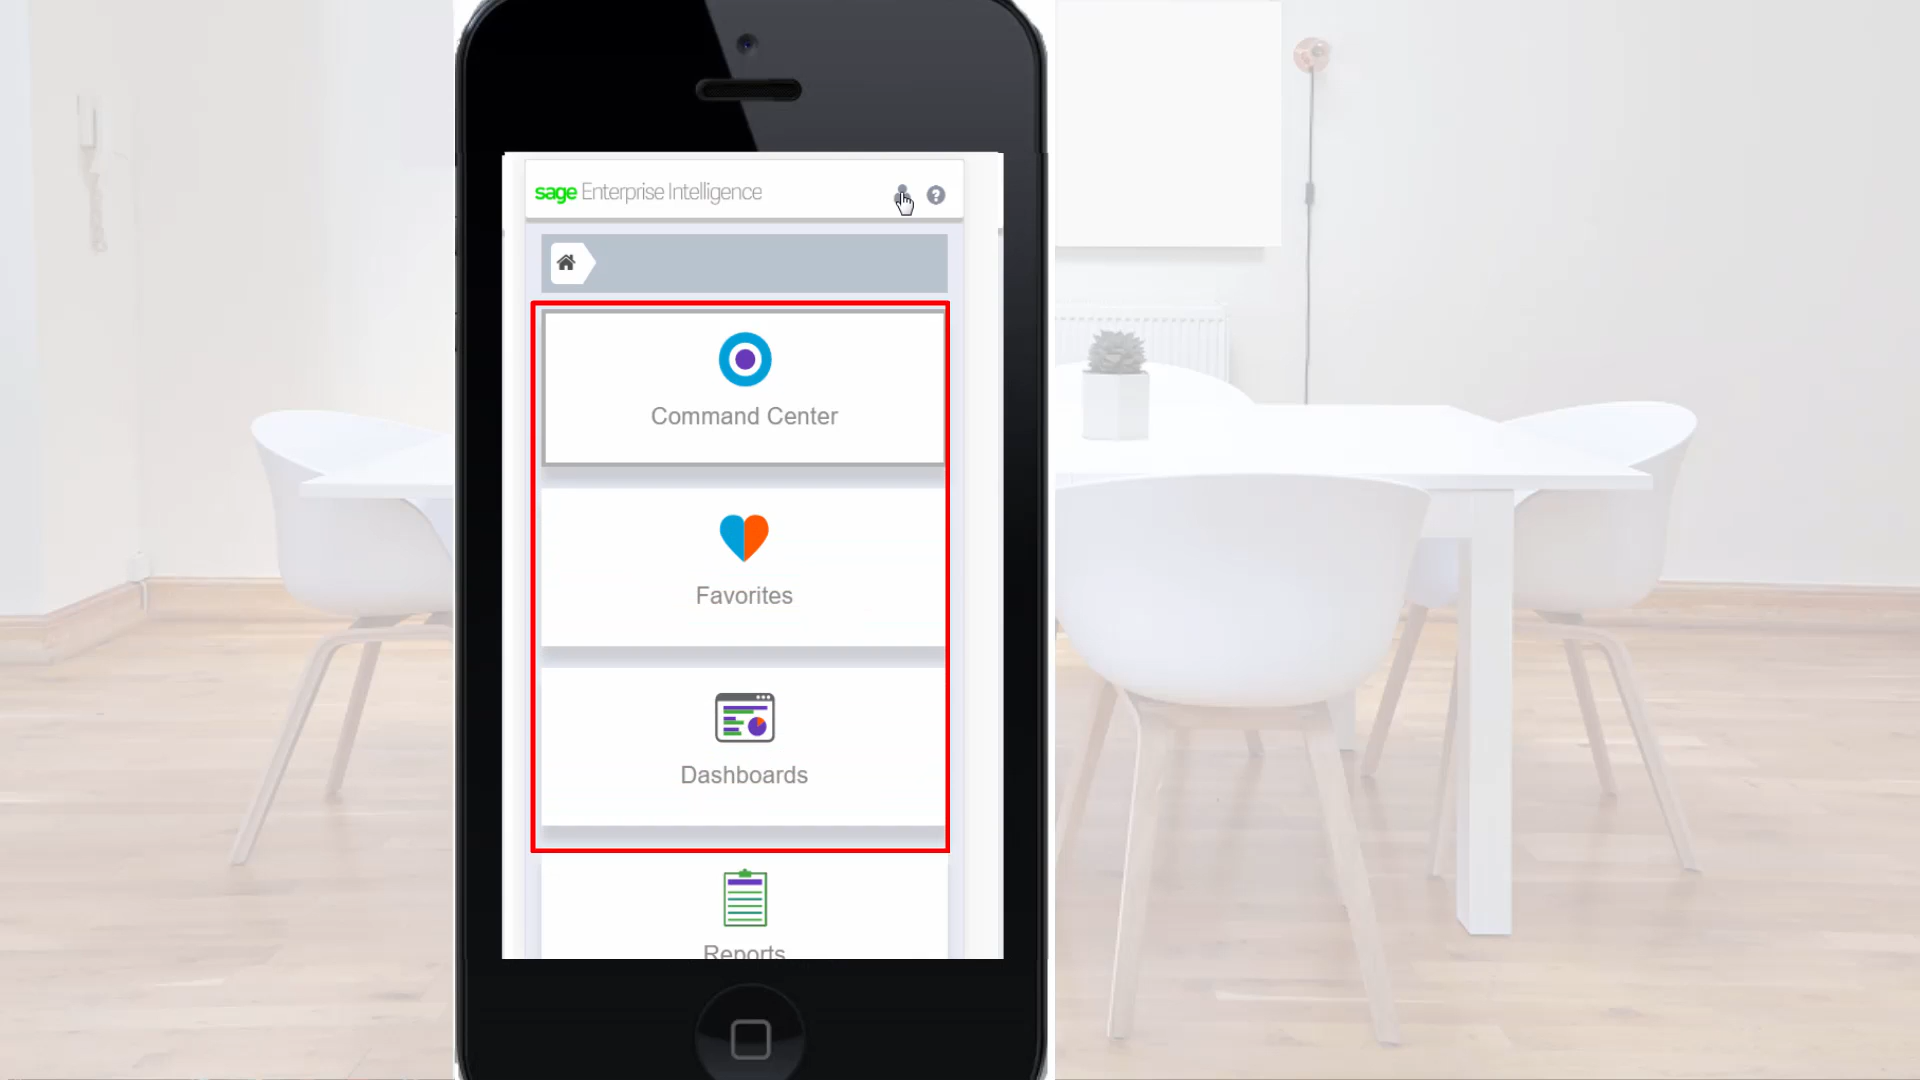 sage Enterprise Intelligence
?
Command Center
Favorites
Dashboards
Reports